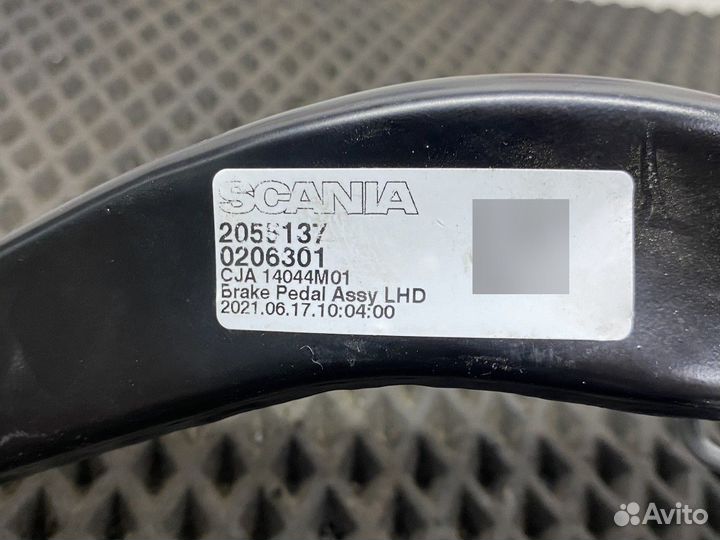 SCANIA
2055137
0206301
CJA 14044M01
Brake Pedal Assy LHD
2021.06.17.10:04:00
Avito